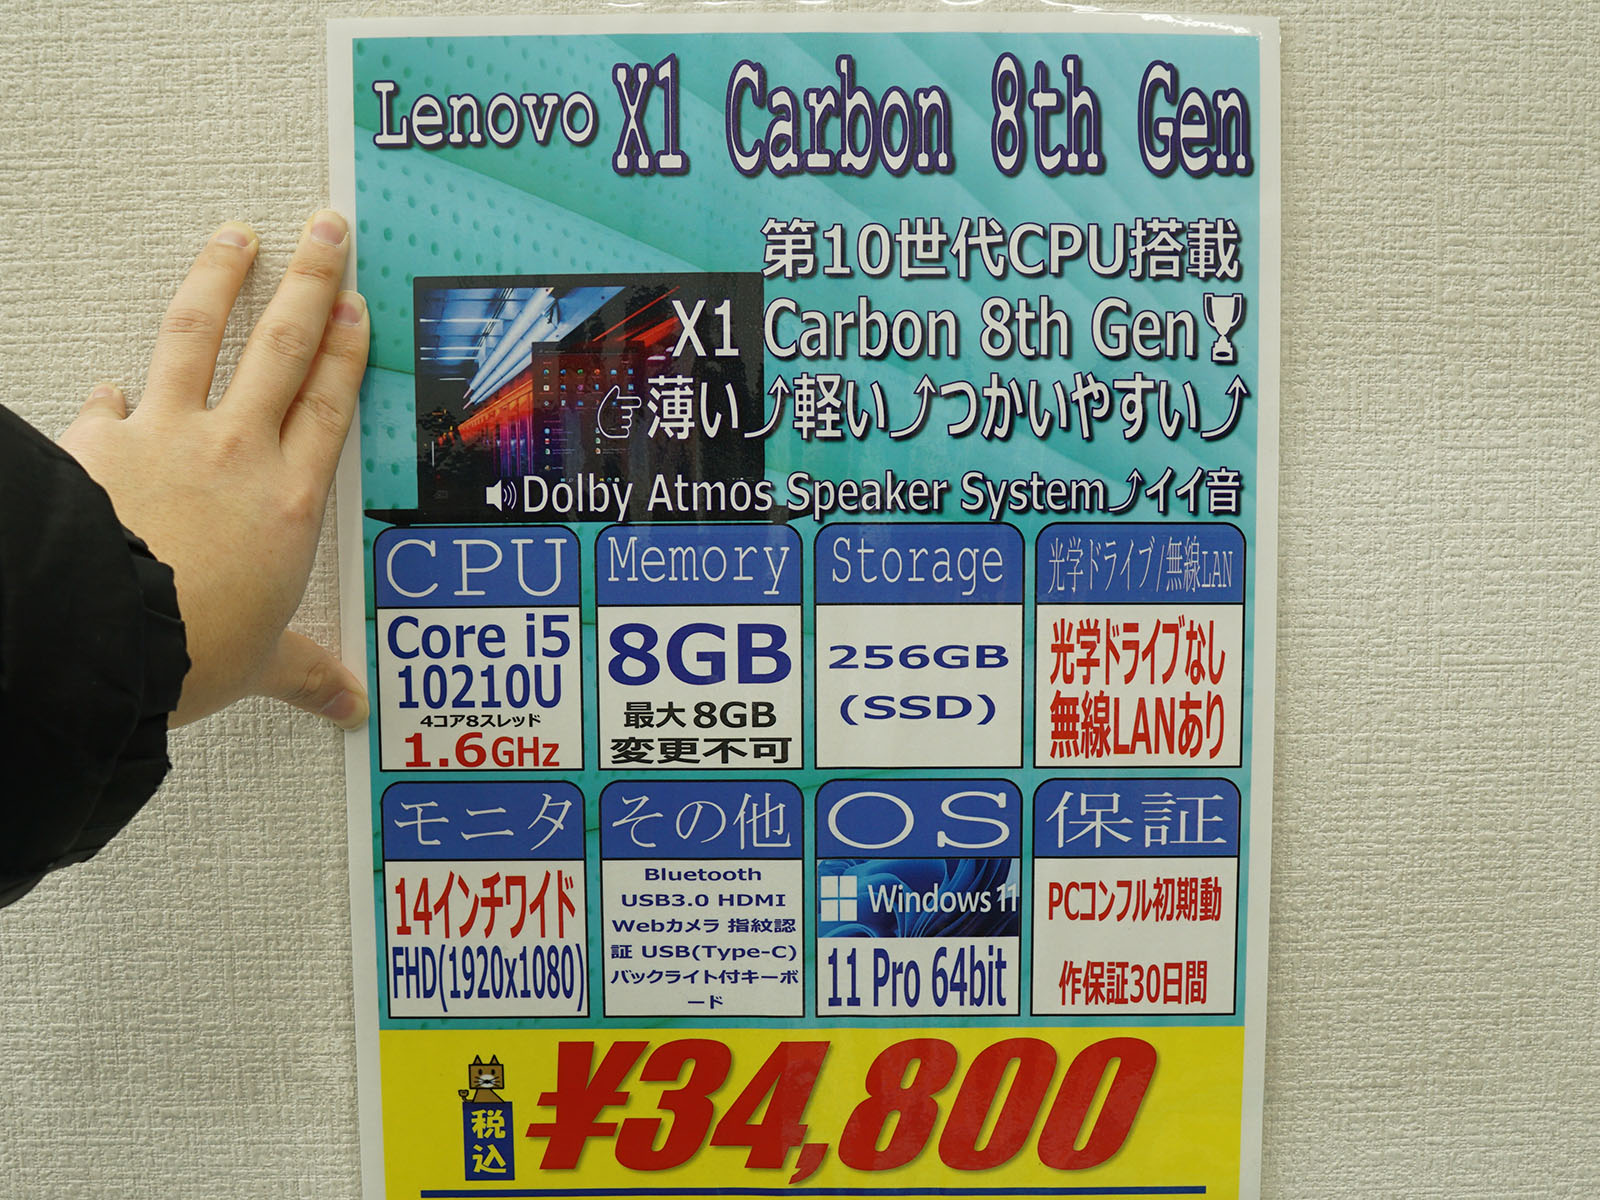 Lenovo X1 Carbon 8th Gen
第10世代CPU搭載
X1 Carbon 8th Gen
薄い⤴軽い⤴つかいやすい⤴
Dolby Atmos Speaker System⤴イイ音
CPU
Core i5
10210U
4コア8スレッド
1.6GHz
Memory
8GB
最大8GB
変更不可
Storage
256GB
(SSD)
光学ドライブ/無線LAN
光学ドライブなし
無線LANあり
モニタ
14インチワイド
FHD(1920x1080)
その他
Bluetooth
USB3.0 HDMI
Webカメラ 指紋認
証 USB(Type-C)
バックライト付キーボ
ード
OS
Windows 11
11 Pro 64bit
保証
PCコンフル初期動
作保証30日間
税込
¥34,800